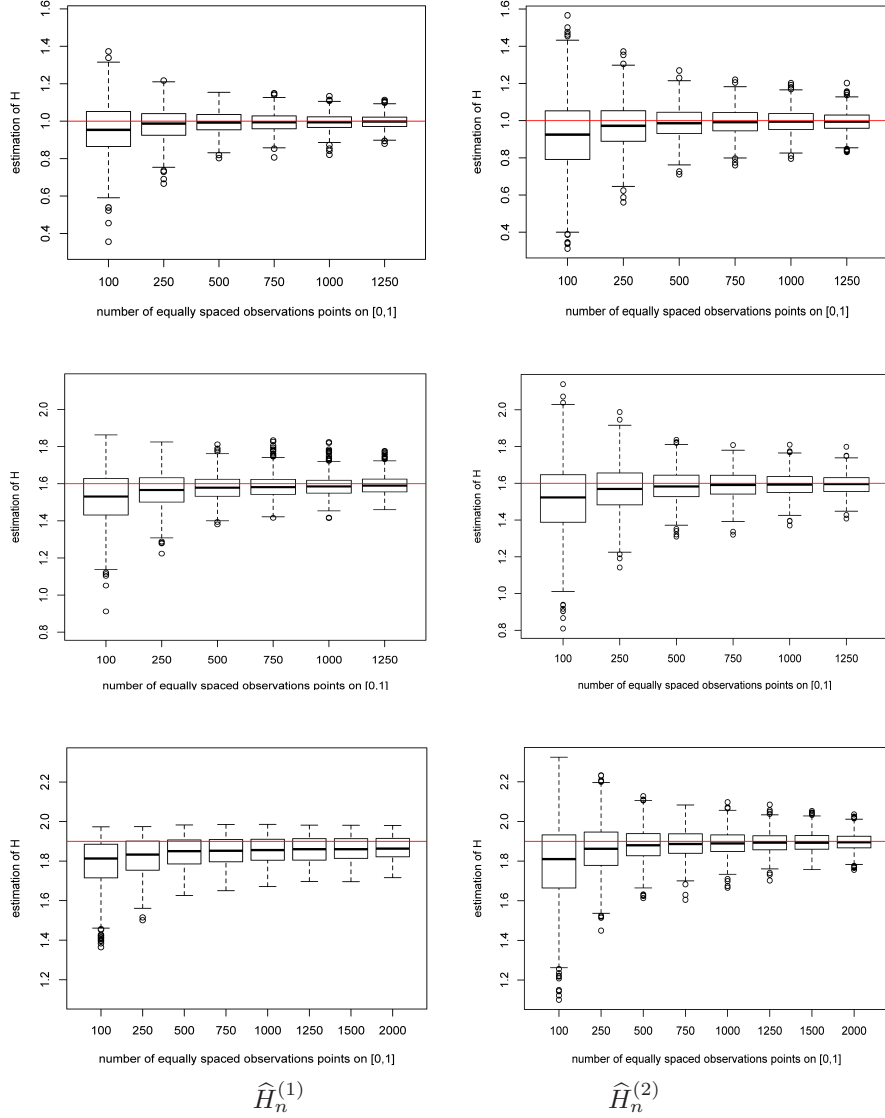 1.6
1.4
1.2
1.0
0.8
0.6
0.4
estimation of H
100 250 500 750 1000 1250
number of equally spaced observations points on [0,1]
1.6
1.4
1.2
1.0
0.8
0.6
0.4
estimation of H
100 250 500 750 1000 1250
number of equally spaced observations points on [0,1]
2.0
1.8
1.6
1.4
1.2
1.0
0.8
estimation of H
100 250 500 750 1000 1250
number of equally spaced observations points on [0,1]
2.0
1.8
1.6
1.4
1.2
1.0
0.8
estimation of H
100 250 500 750 1000 1250
number of equally spaced observations points on [0,1]
2.2
2.0
1.8
1.6
1.4
1.2
estimation of H
100 250 500 750 1000 1250 1500 2000
number of equally spaced observations points on [0,1]
2.2
2.0
1.8
1.6
1.4
1.2
estimation of H
100 250 500 750 1000 1250 1500 2000
number of equally spaced observations points on [0,1]
Ĥₙ⁽¹⁾
Ĥₙ⁽²⁾